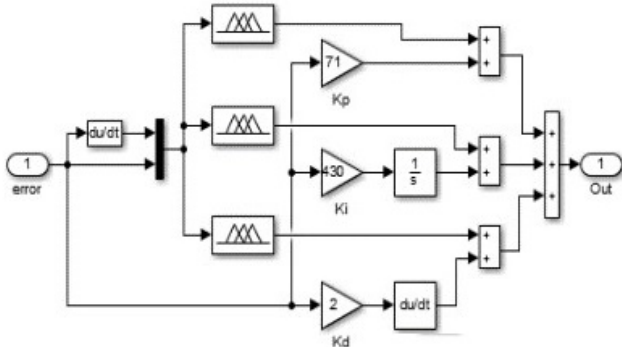 +
+
71
Kp
du/dt
1
error
+
+
430
Ki
1
s
+
+
+
1
Out
+
+
+
2
Kd
du/dt